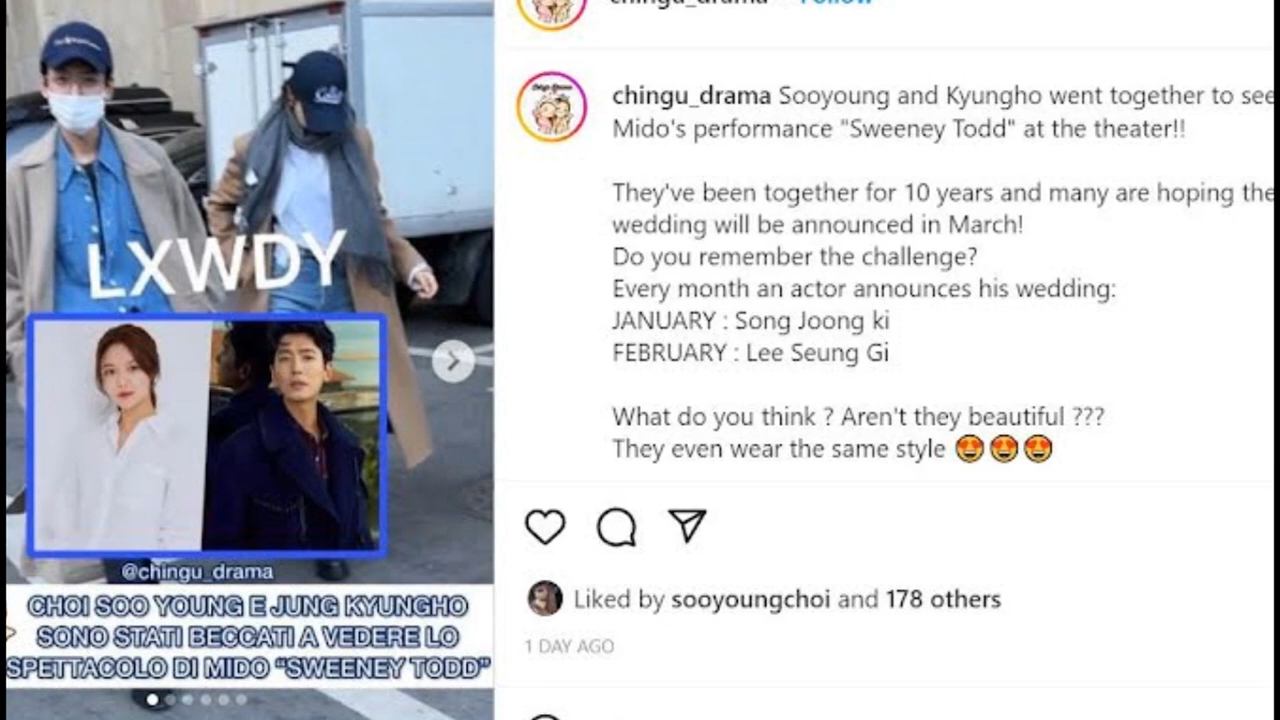 LXWDY
@chingu_drama
CHOI SOO YOUNG E JUNG KYUNGHO
SONO STATI BECCATI A VEDERE LO
SPETTACOLO DI MIDO “SWEENEY TODD”
chingu_drama
Follow
chingu_drama Sooyoung and Kyungho went together to see
Mido's performance "Sweeney Todd" at the theater!!
They've been together for 10 years and many are hoping the
wedding will be announced in March!
Do you remember the challenge?
Every month an actor announces his wedding:
JANUARY : Song Joong ki
FEBRUARY : Lee Seung Gi
What do you think ? Aren't they beautiful ???
They even wear the same style 😍😍😍
Liked by sooyoungchoi and 178 others
1 DAY AGO